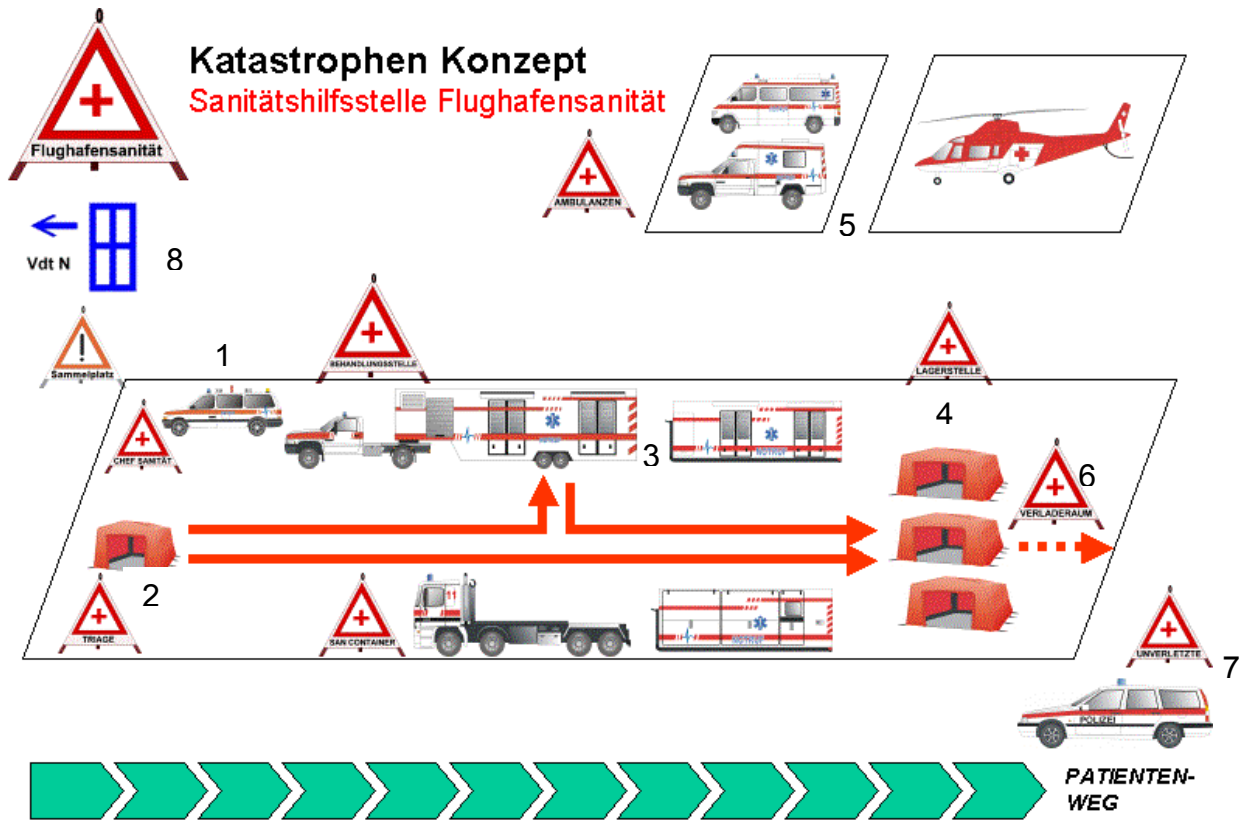 Flughafensanität
Katastrophen Konzept
Sanitätshilfsstelle Flughafensanität
AMBULANZEN
5
Vdt N
8
Sammelplatz
1
BEHANDLUNGSSTELLE
LAGERSTELLE
4
CHEF SANITÄT
3
6
VERLADERAUM
2
TRIAGE
SAN CONTAINER
11
UNVERLETZTE
7
POLIZEI
PATIENTEN-
WEG